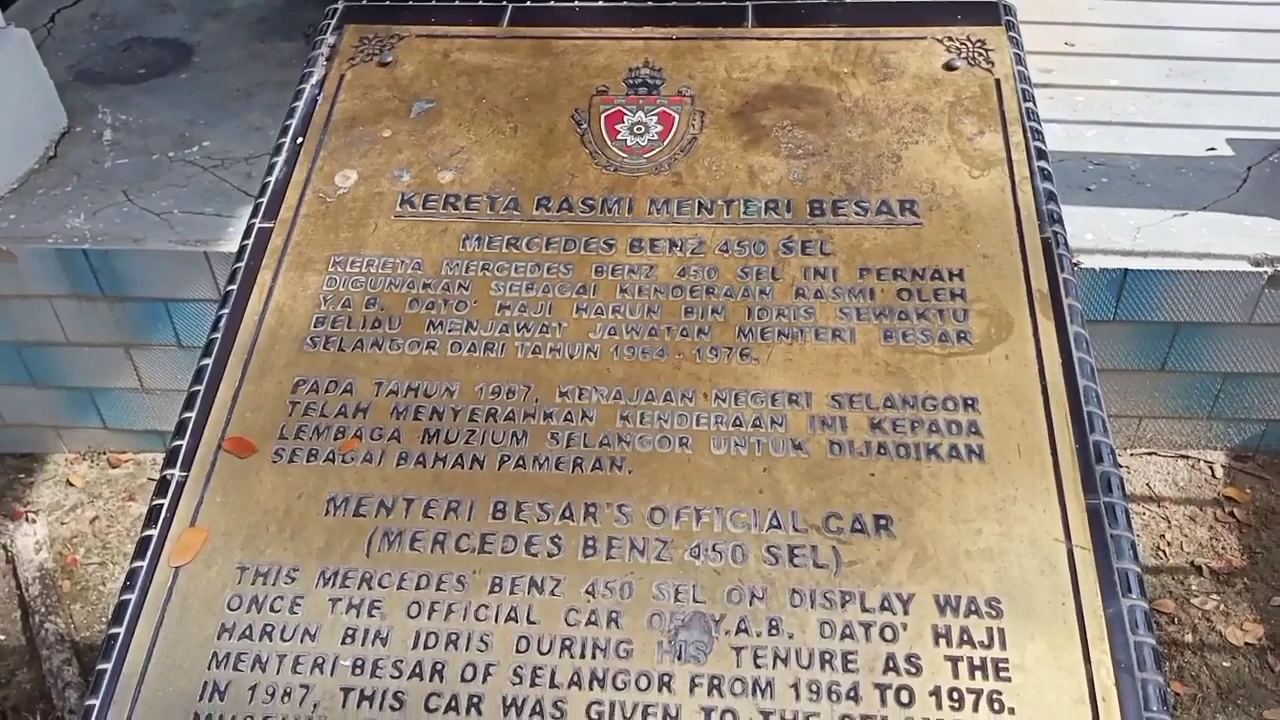 KERETA RASMI MENTERI BESAR
MERCEDES BENZ 450 SEL
KERETA MERCEDES BENZ 450 SEL INI PERNAH
DIGUNAKAN SEBAGAI KENDERAAN RASMI OLEH
Y.A.B. DATO' HAJI HARUN BIN IDRIS SEWAKTU
BELIAU MENJAWAT JAWATAN MENTERI BESAR
SELANGOR DARI TAHUN 1964 - 1976.
PADA TAHUN 1987, KERAJAAN NEGERI SELANGOR
TELAH MENYERAHKAN KENDERAAN INI KEPADA
LEMBAGA MUZIUM SELANGOR UNTUK DIJADIKAN
SEBAGAI BAHAN PAMERAN.
MENTERI BESAR'S OFFICIAL CAR
(MERCEDES BENZ 450 SEL)
THIS MERCEDES BENZ 450 SEL ON DISPLAY WAS
ONCE THE OFFICIAL CAR OF Y.A.B. DATO' HAJI
HARUN BIN IDRIS DURING HIS TENURE AS THE
MENTERI BESAR OF SELANGOR FROM 1964 TO 1976.
IN 1987, THIS CAR WAS GIVEN TO THE